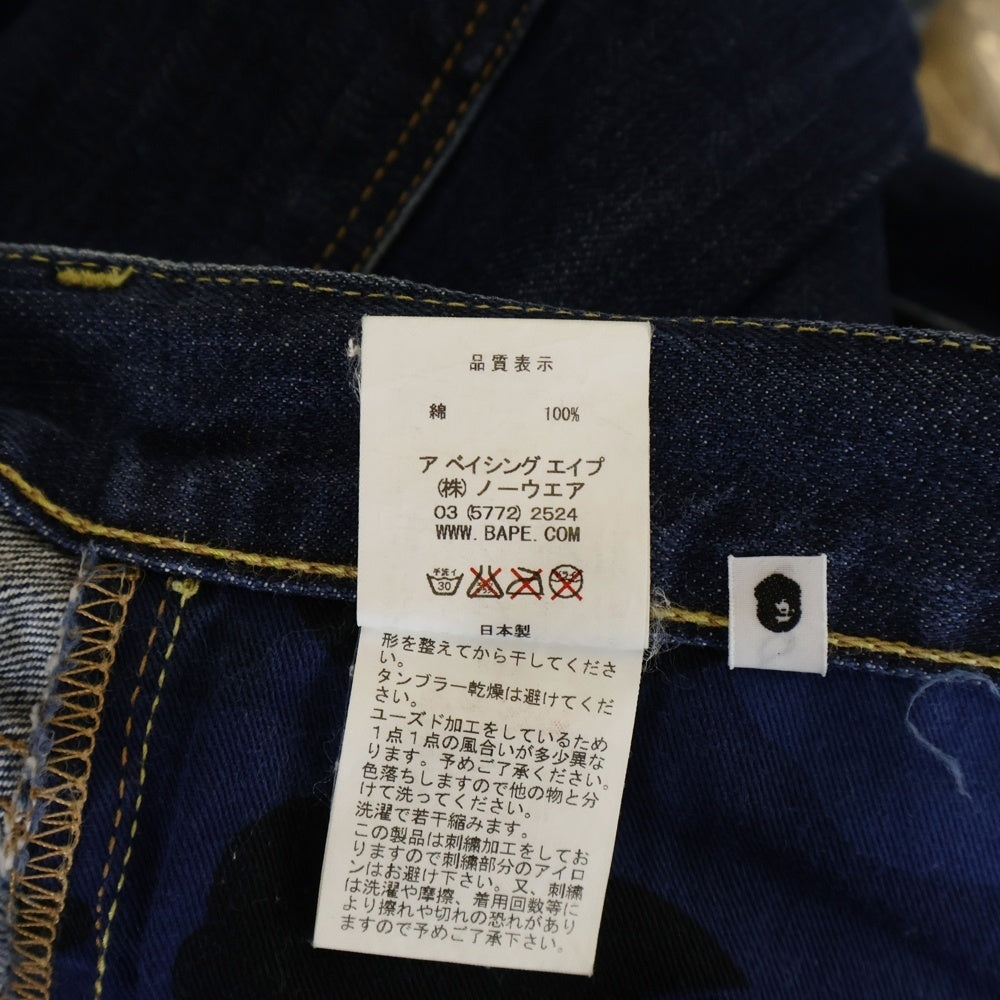 品質表示
綿 100%
ア ベイシング エイプ
(株) ノーウエア
03 (5772) 2524
WWW. BAPE. COM
手洗イ
30
ドライ
日本製
形を整えてから干してくださ
い。
タンブラー乾燥は避けてくだ
さい。
ユーズド加工をしているため
1点1点の風合いが多少異な
ります。予めご了承ください。
色落ちしますので他の物と分
けて洗ってください。
洗濯で若干縮みます。
この製品は刺繍加工をしてお
りますので刺繍部分のアイロ
ンはお避け下さい。又、刺繍
は洗濯や摩擦、着用回数等に
より擦れや切れの恐れがあり
ますので予めご了承下さい。